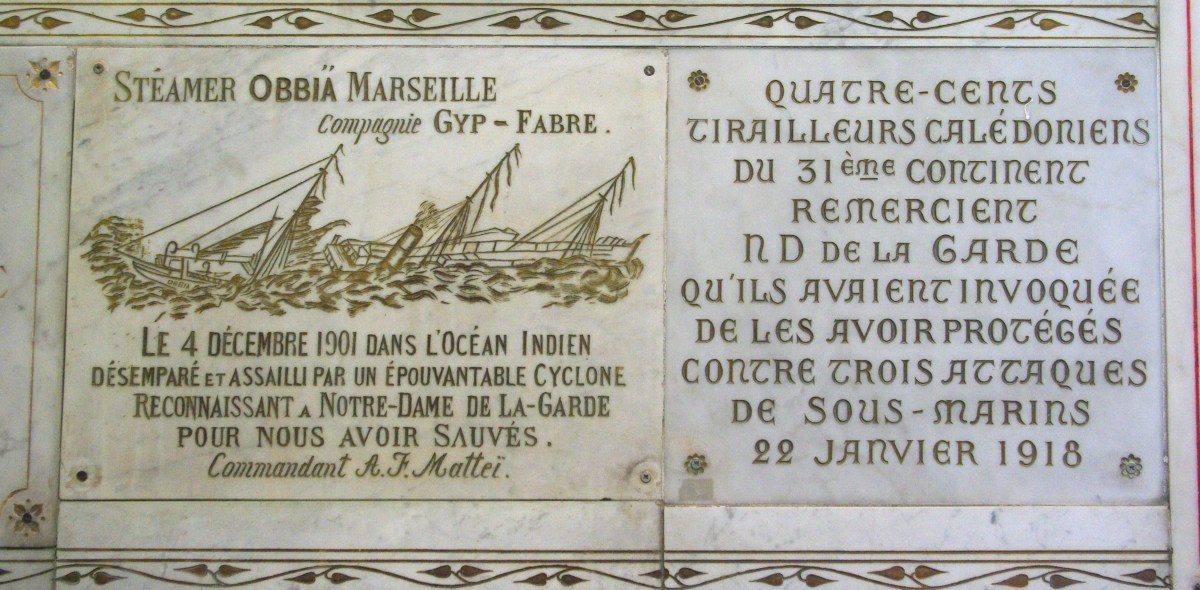 STÉAMER OBBIÄ MARSEILLE
Compagnie GYP - FABRE.
LE 4 DÉCEMBRE 1901 DANS L'OCÉAN INDIEN
DÉSEMPARÉ ET ASSAILLI PAR UN ÉPOUVANTABLE CYCLONE
RECONNAISSANT A NOTRE-DAME DE LA-GARDE
POUR NOUS AVOIR SAUVÉS.
Commandant A. F. Matteï.
QUATRE-CENTS
TIRAILLEURS CALÉDONIENS
DU 31ÈME CONTINENT
REMERCIENT
N D DE LA GARDE
QU'ILS AVAIENT INVOQUÉE
DE LES AVOIR PROTÉGÉS
CONTRE TROIS ATTAQUES
DE SOUS-MARINS
22 JANVIER 1918